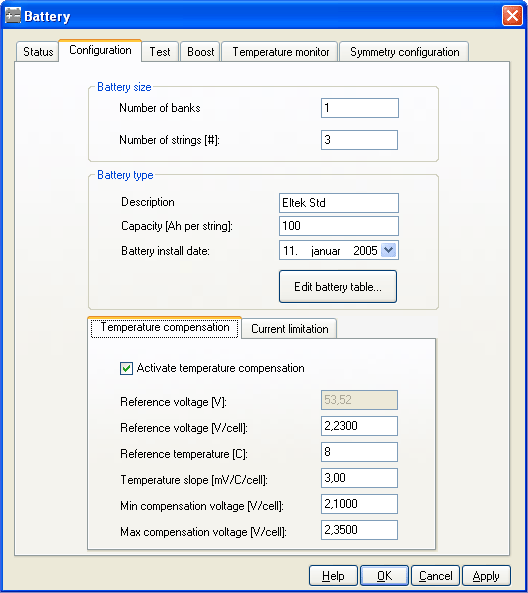 Battery
Status Configuration Test Boost Temperature monitor Symmetry configuration
Battery size
Number of banks 1
Number of strings [#]: 3
Battery type
Description Eltek Std
Capacity [Ah per string]: 100
Battery install date: 11. januar 2005
Edit battery table...
Temperature compensation Current limitation
Activate temperature compensation
Reference voltage [V]: 53,52
Reference voltage [V/cell]: 2,2300
Reference temperature [C]: 8
Temperature slope [mV/C/cell]: 3,00
Min compensation voltage [V/cell]: 2,1000
Max compensation voltage [V/cell]: 2,3500
Help OK Cancel Apply